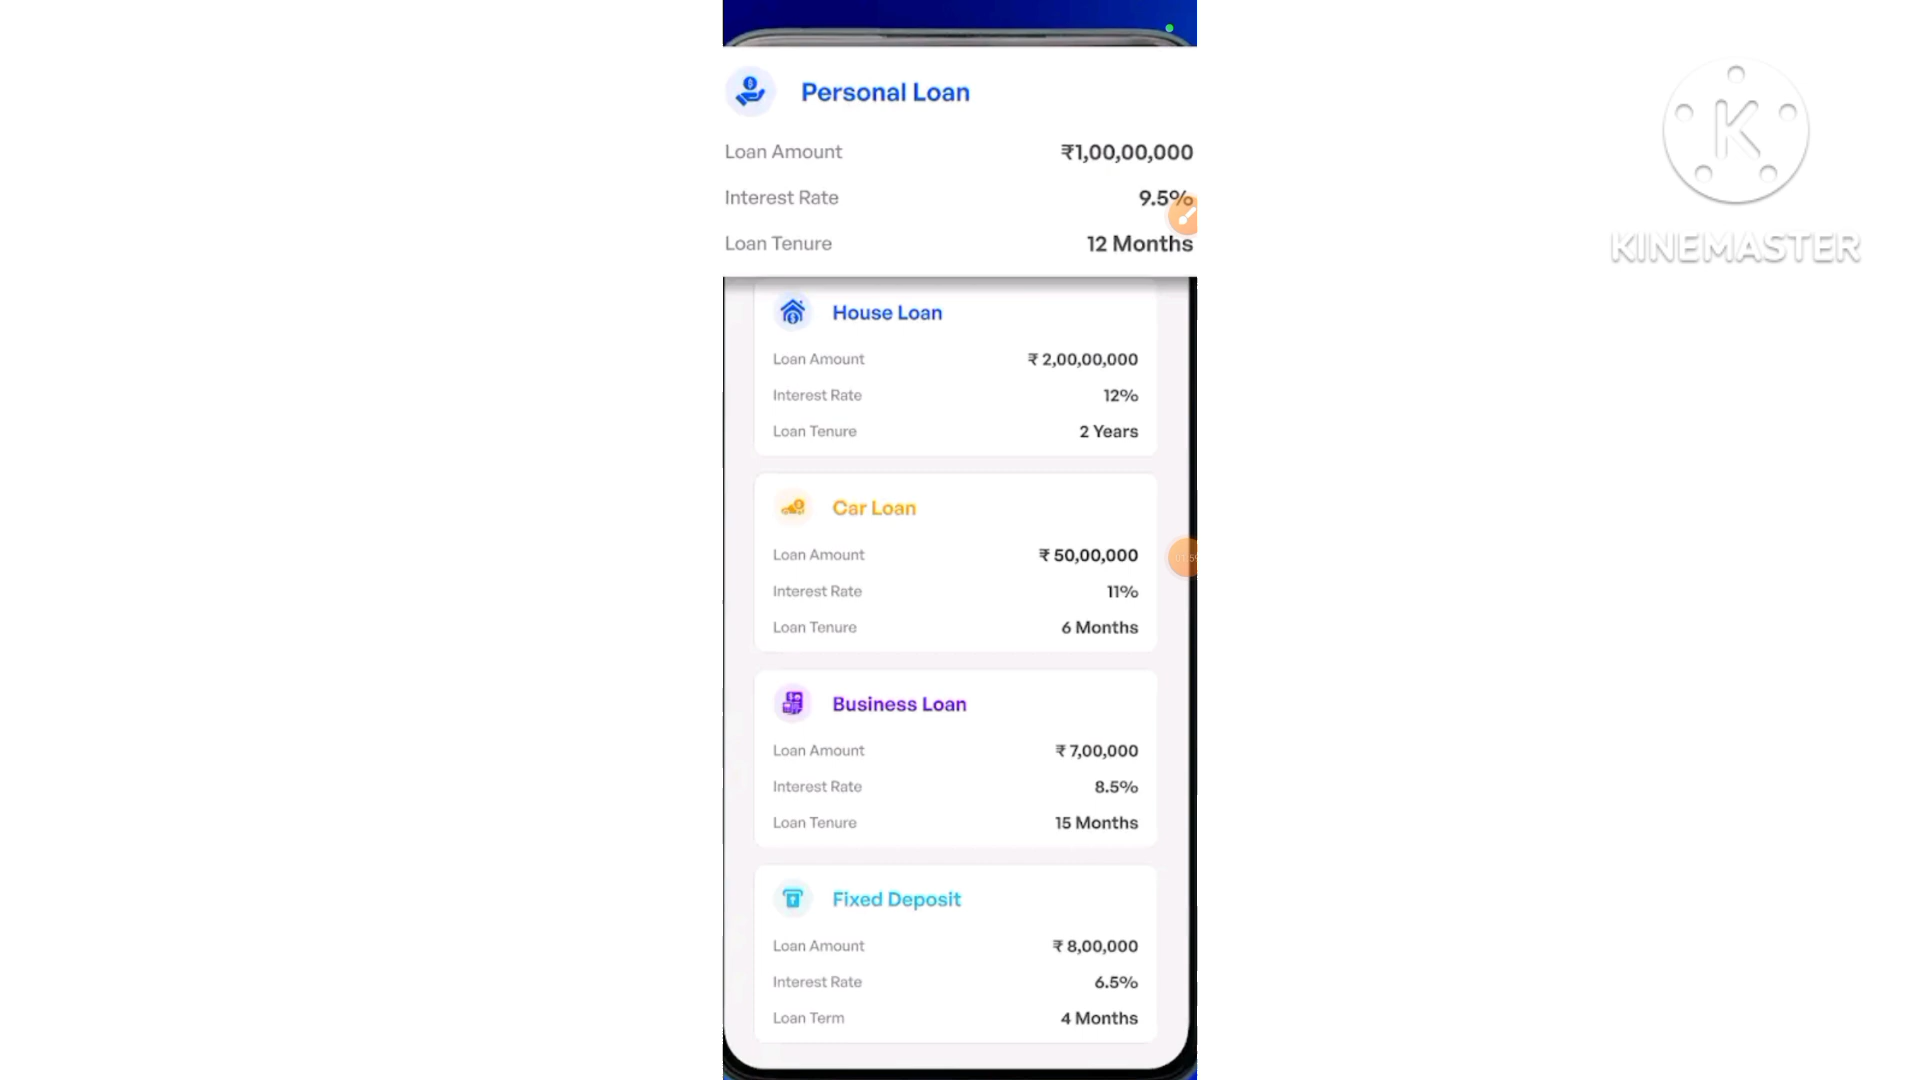 Personal Loan
Loan Amount ₹1,00,00,000
Interest Rate 9.5%
Loan Tenure 12 Months
House Loan
Loan Amount ₹ 2,00,00,000
Interest Rate 12%
Loan Tenure 2 Years
Car Loan
Loan Amount ₹ 50,00,000
Interest Rate 11%
Loan Tenure 6 Months
Business Loan
Loan Amount ₹ 7,00,000
Interest Rate 8.5%
Loan Tenure 15 Months
Fixed Deposit
Loan Amount ₹ 8,00,000
Interest Rate 6.5%
Loan Term 4 Months
K
KINEMASTER